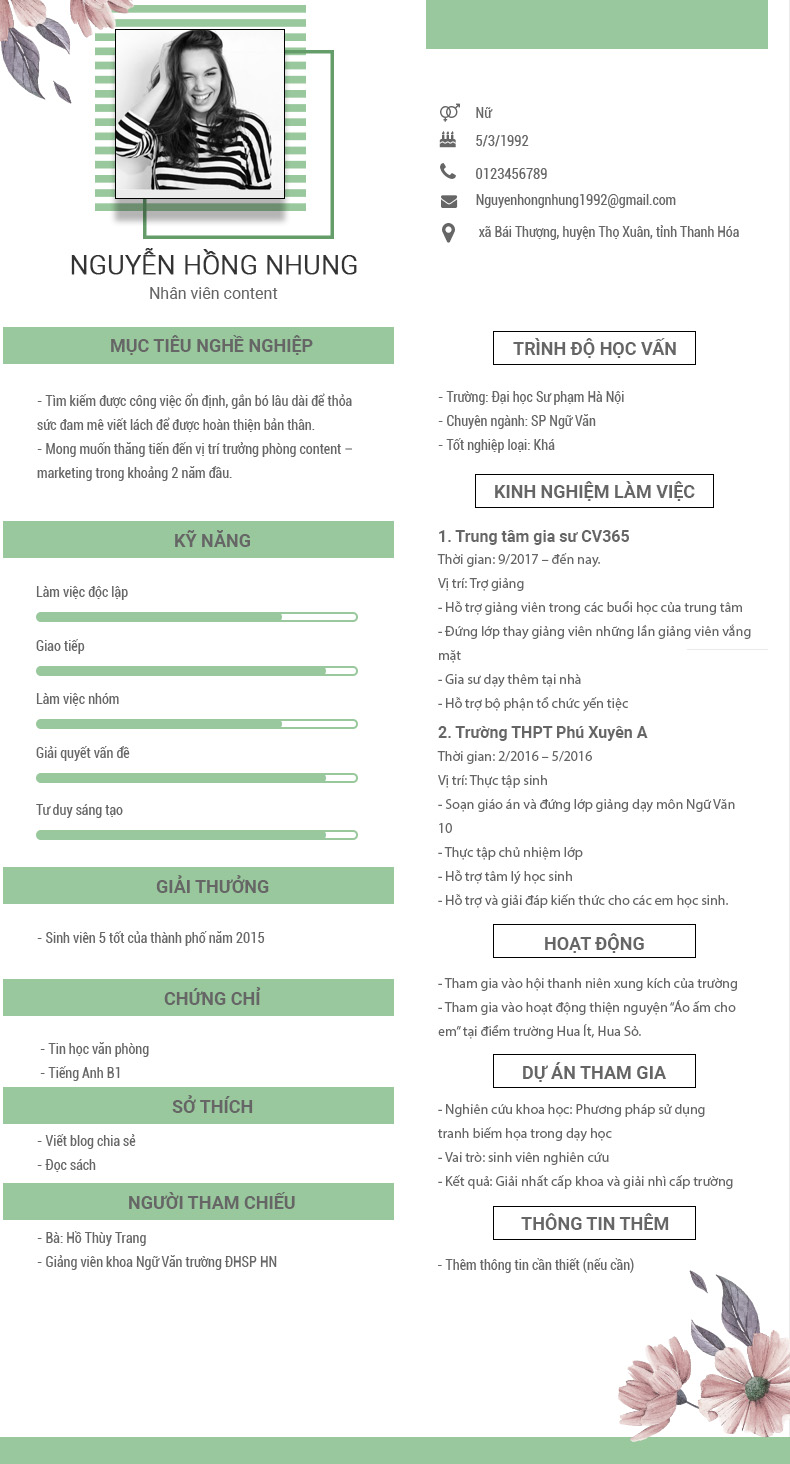 NGUYỄN HỒNG NHUNG
Nhân viên content
Nữ
5/3/1992
0123456789
Nguyenhongnhung1992@gmail.com
xã Bái Thượng, huyện Thọ Xuân, tỉnh Thanh Hóa
MỤC TIÊU NGHỀ NGHIỆP
- Tìm kiếm được công việc ổn định, gắn bó lâu dài để thỏa
sức đam mê viết lách để được hoàn thiện bản thân.
- Mong muốn thăng tiến đến vị trí trưởng phòng content –
marketing trong khoảng 2 năm đầu.
KỸ NĂNG
Làm việc độc lập
Giao tiếp
Làm việc nhóm
Giải quyết vấn đề
Tư duy sáng tạo
GIẢI THƯỞNG
- Sinh viên 5 tốt của thành phố năm 2015
CHỨNG CHỈ
- Tin học văn phòng
- Tiếng Anh B1
SỞ THÍCH
- Viết blog chia sẻ
- Đọc sách
NGƯỜI THAM CHIẾU
- Bà: Hồ Thùy Trang
- Giảng viên khoa Ngữ Văn trường ĐHSP HN
TRÌNH ĐỘ HỌC VẤN
- Trường: Đại học Sư phạm Hà Nội
- Chuyên ngành: SP Ngữ Văn
- Tốt nghiệp loại: Khá
KINH NGHIỆM LÀM VIỆC
1. Trung tâm gia sư CV365
Thời gian: 9/2017 – đến nay.
Vị trí: Trợ giảng
- Hỗ trợ giảng viên trong các buổi học của trung tâm
- Đứng lớp thay giảng viên những lần giảng viên vắng
mặt
- Gia sư dạy thêm tại nhà
- Hỗ trợ bộ phận tổ chức yến tiệc
2. Trường THPT Phú Xuyên A
Thời gian: 2/2016 – 5/2016
Vị trí: Thực tập sinh
- Soạn giáo án và đứng lớp giảng dạy môn Ngữ Văn
10
- Thực tập chủ nhiệm lớp
- Hỗ trợ tâm lý học sinh
- Hỗ trợ và giải đáp kiến thức cho các em học sinh.
HOẠT ĐỘNG
- Tham gia vào hội thanh niên xung kích của trường
- Tham gia vào hoạt động thiện nguyện "Áo ấm cho
em" tại điểm trường Hua Ít, Hua Sỏ.
DỰ ÁN THAM GIA
- Nghiên cứu khoa học: Phương pháp sử dụng
tranh biếm họa trong dạy học
- Vai trò: sinh viên nghiên cứu
- Kết quả: Giải nhất cấp khoa và giải nhì cấp trường
THÔNG TIN THÊM
- Thêm thông tin cần thiết (nếu cần)